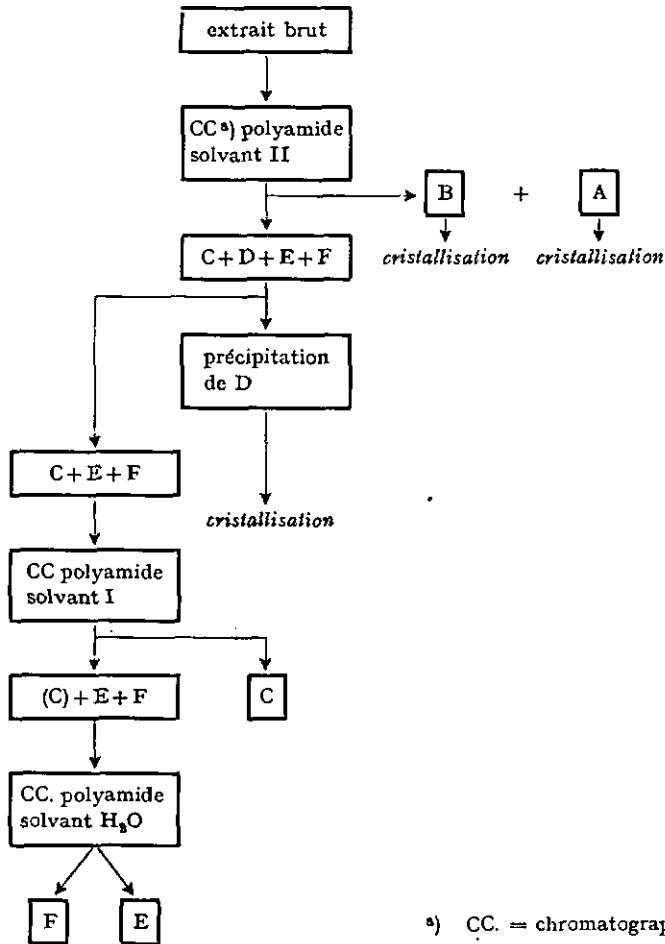 extrait brut
CC a) polyamide
solvant II
B + A
C + D + E + F
cristallisation cristallisation
précipitation
de D
C + E + F
cristallisation
CC polyamide
solvant I
(C) + E + F
C
CC. polyamide
solvant H₂O
F E
a) CC. = chromatograp